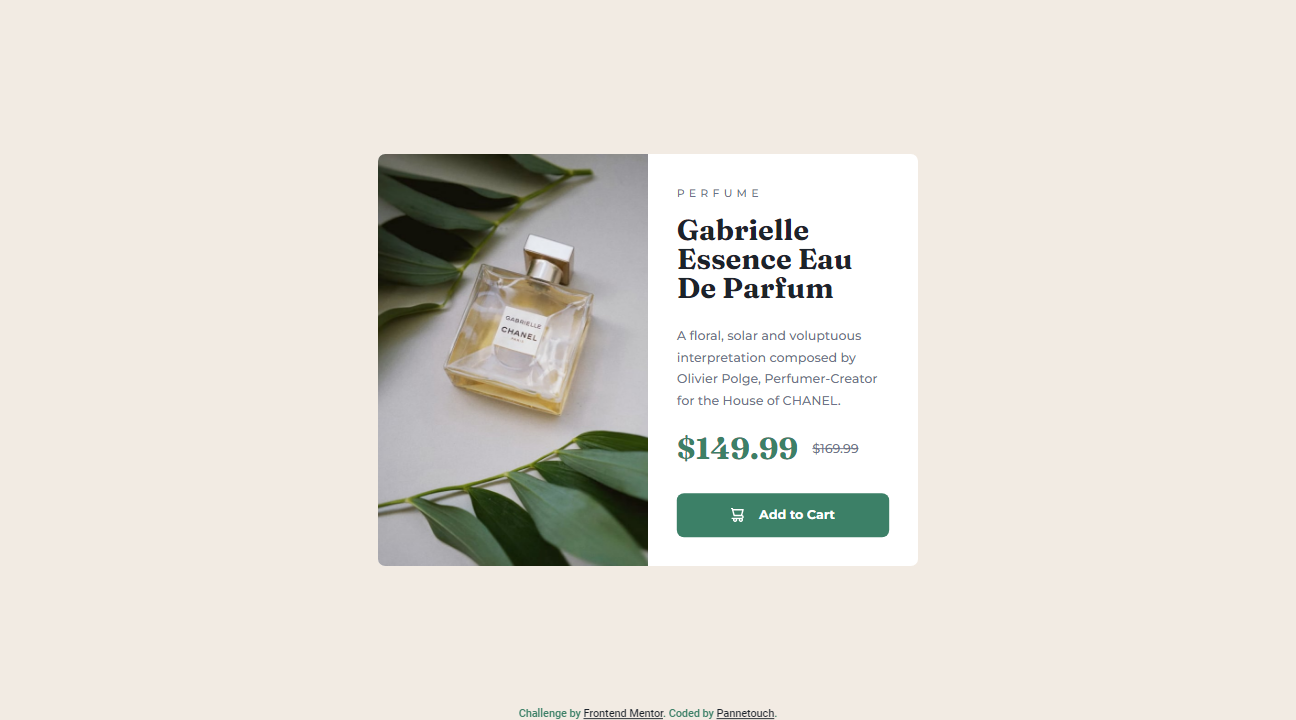 GABRIELLE
CHANEL
PARIS
PERFUME
Gabrielle
Essence Eau
De Parfum
A floral, solar and voluptuous
interpretation composed by
Olivier Polge, Perfumer-Creator
for the House of CHANEL.
$149.99 $169.99
Add to Cart
Challenge by Frontend Mentor. Coded by Pannetouch.